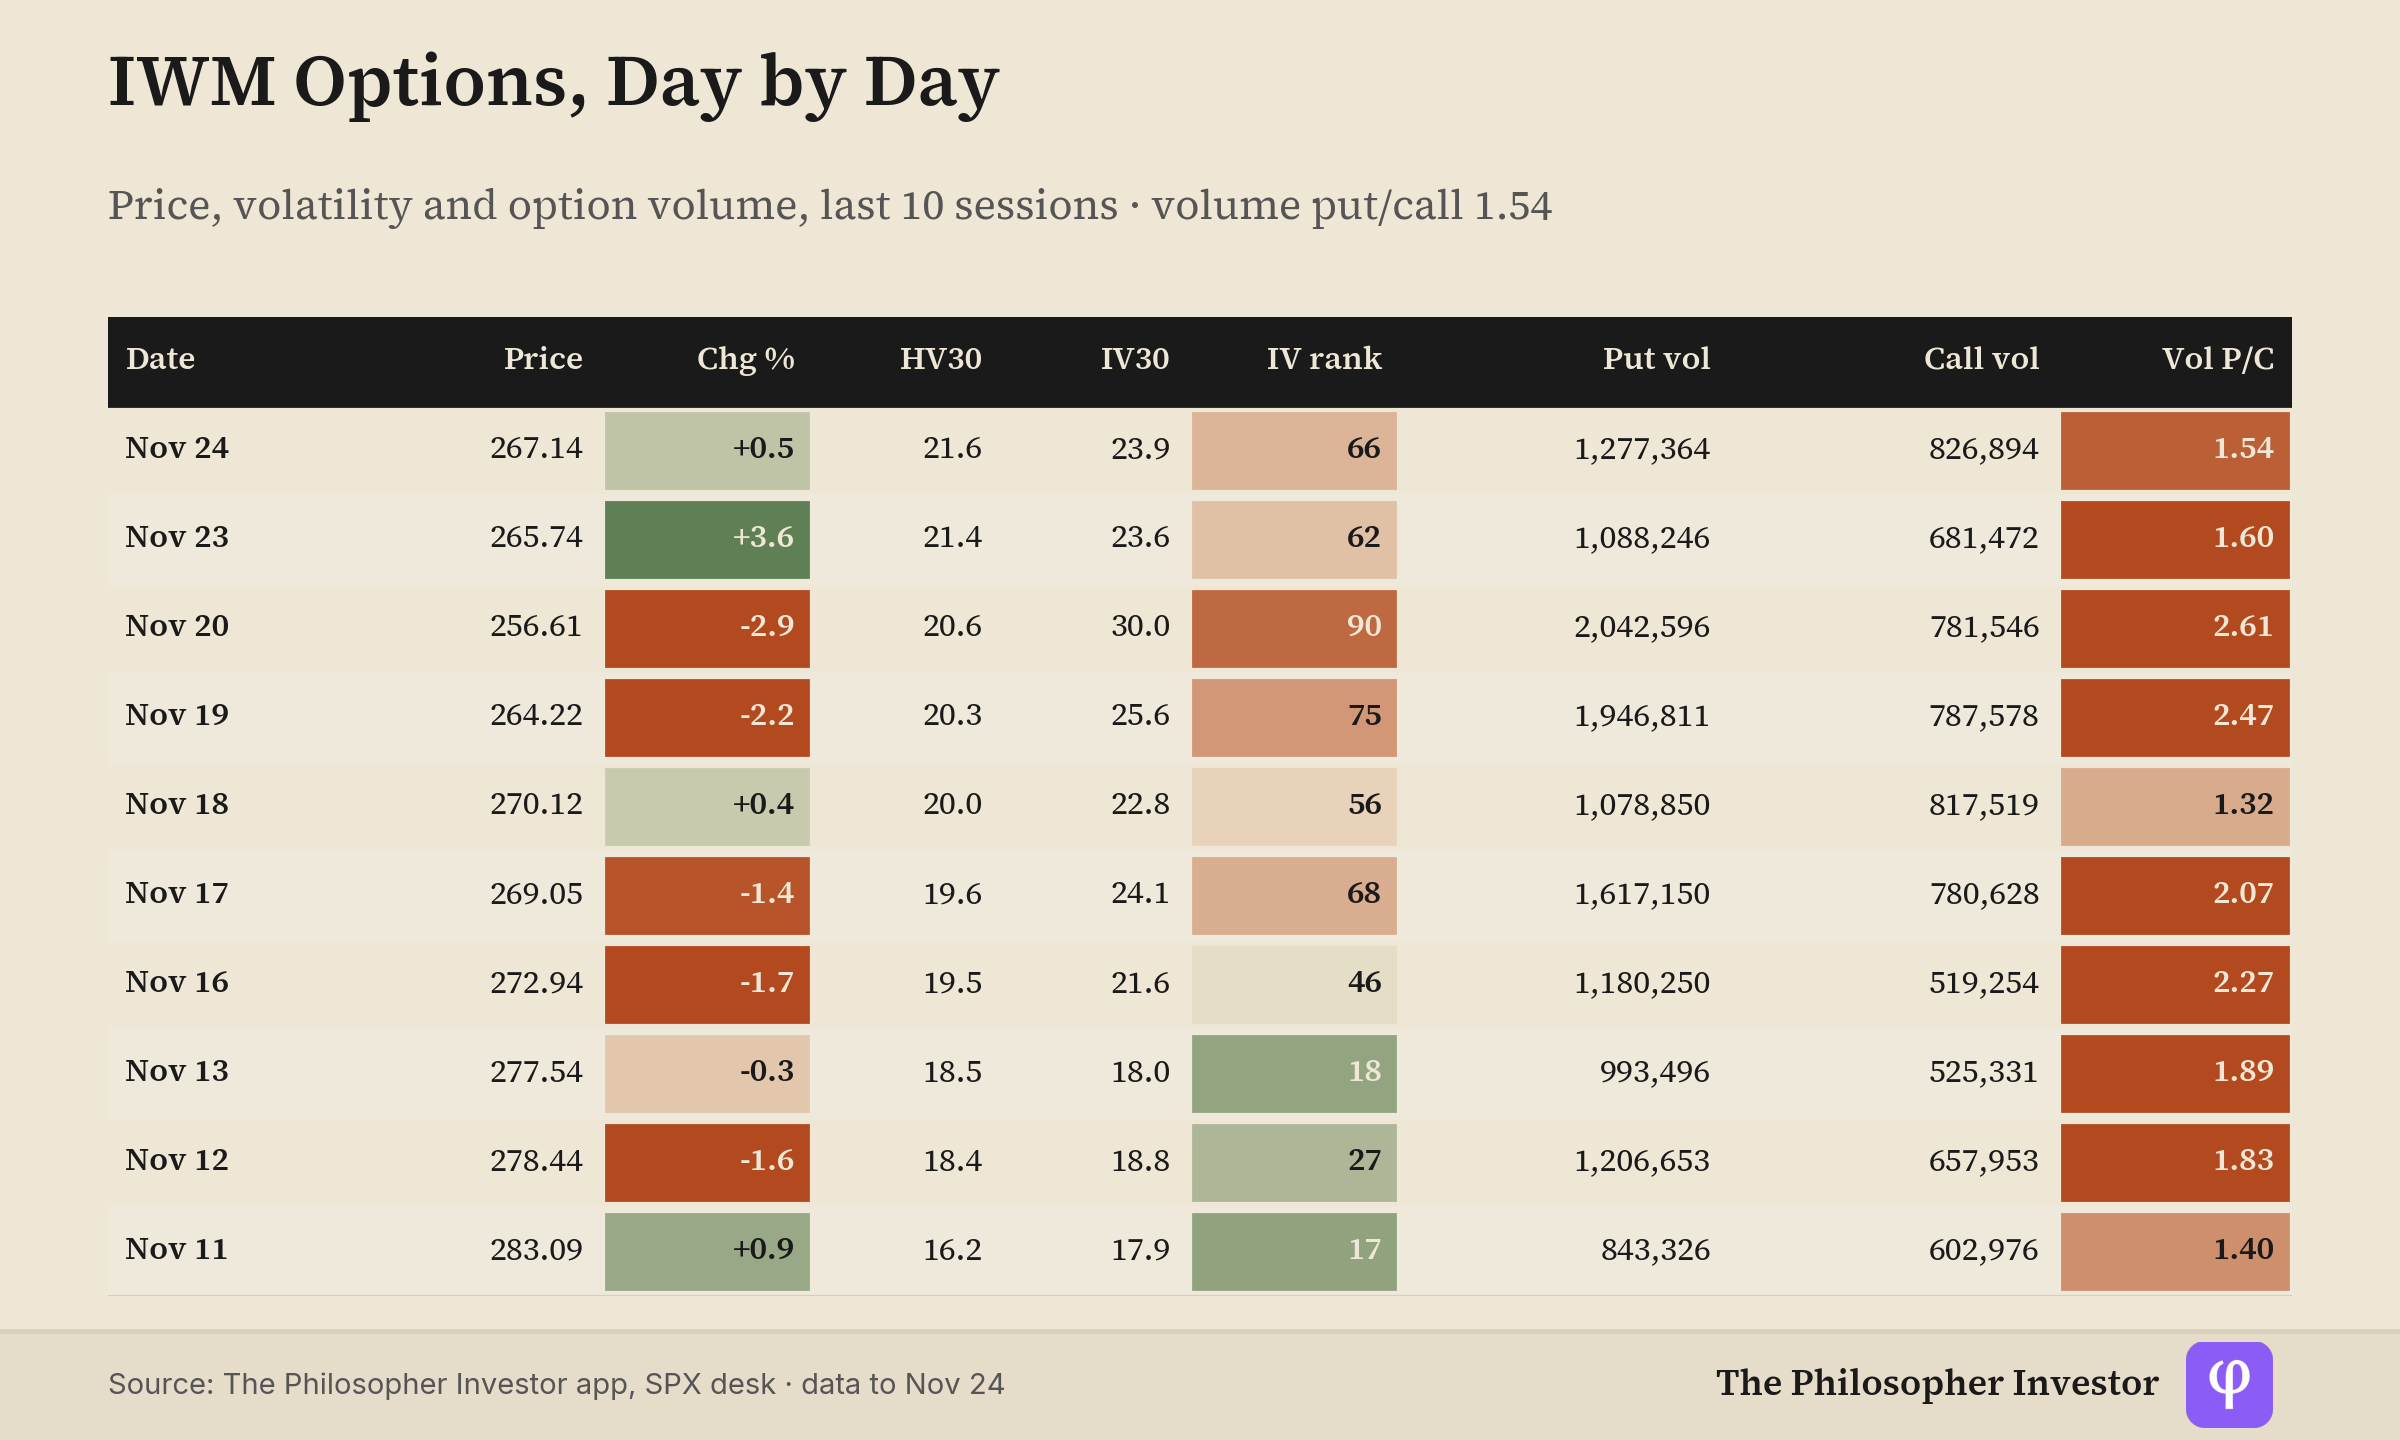 IWM Options, Day by Day
Price, volatility and option volume, last 10 sessions · volume put/call 1.54
Date Price Chg % HV30 IV30 IV rank Put vol Call vol Vol P/C
Nov 24 267.14 +0.5 21.6 23.9 66 1,277,364 826,894 1.54
Nov 23 265.74 +3.6 21.4 23.6 62 1,088,246 681,472 1.60
Nov 20 256.61 -2.9 20.6 30.0 90 2,042,596 781,546 2.61
Nov 19 264.22 -2.2 20.3 25.6 75 1,946,811 787,578 2.47
Nov 18 270.12 +0.4 20.0 22.8 56 1,078,850 817,519 1.32
Nov 17 269.05 -1.4 19.6 24.1 68 1,617,150 780,628 2.07
Nov 16 272.94 -1.7 19.5 21.6 46 1,180,250 519,254 2.27
Nov 13 277.54 -0.3 18.5 18.0 18 993,496 525,331 1.89
Nov 12 278.44 -1.6 18.4 18.8 27 1,206,653 657,953 1.83
Nov 11 283.09 +0.9 16.2 17.9 17 843,326 602,976 1.40
Source: The Philosopher Investor app, SPX desk · data to Nov 24
The Philosopher Investor φ